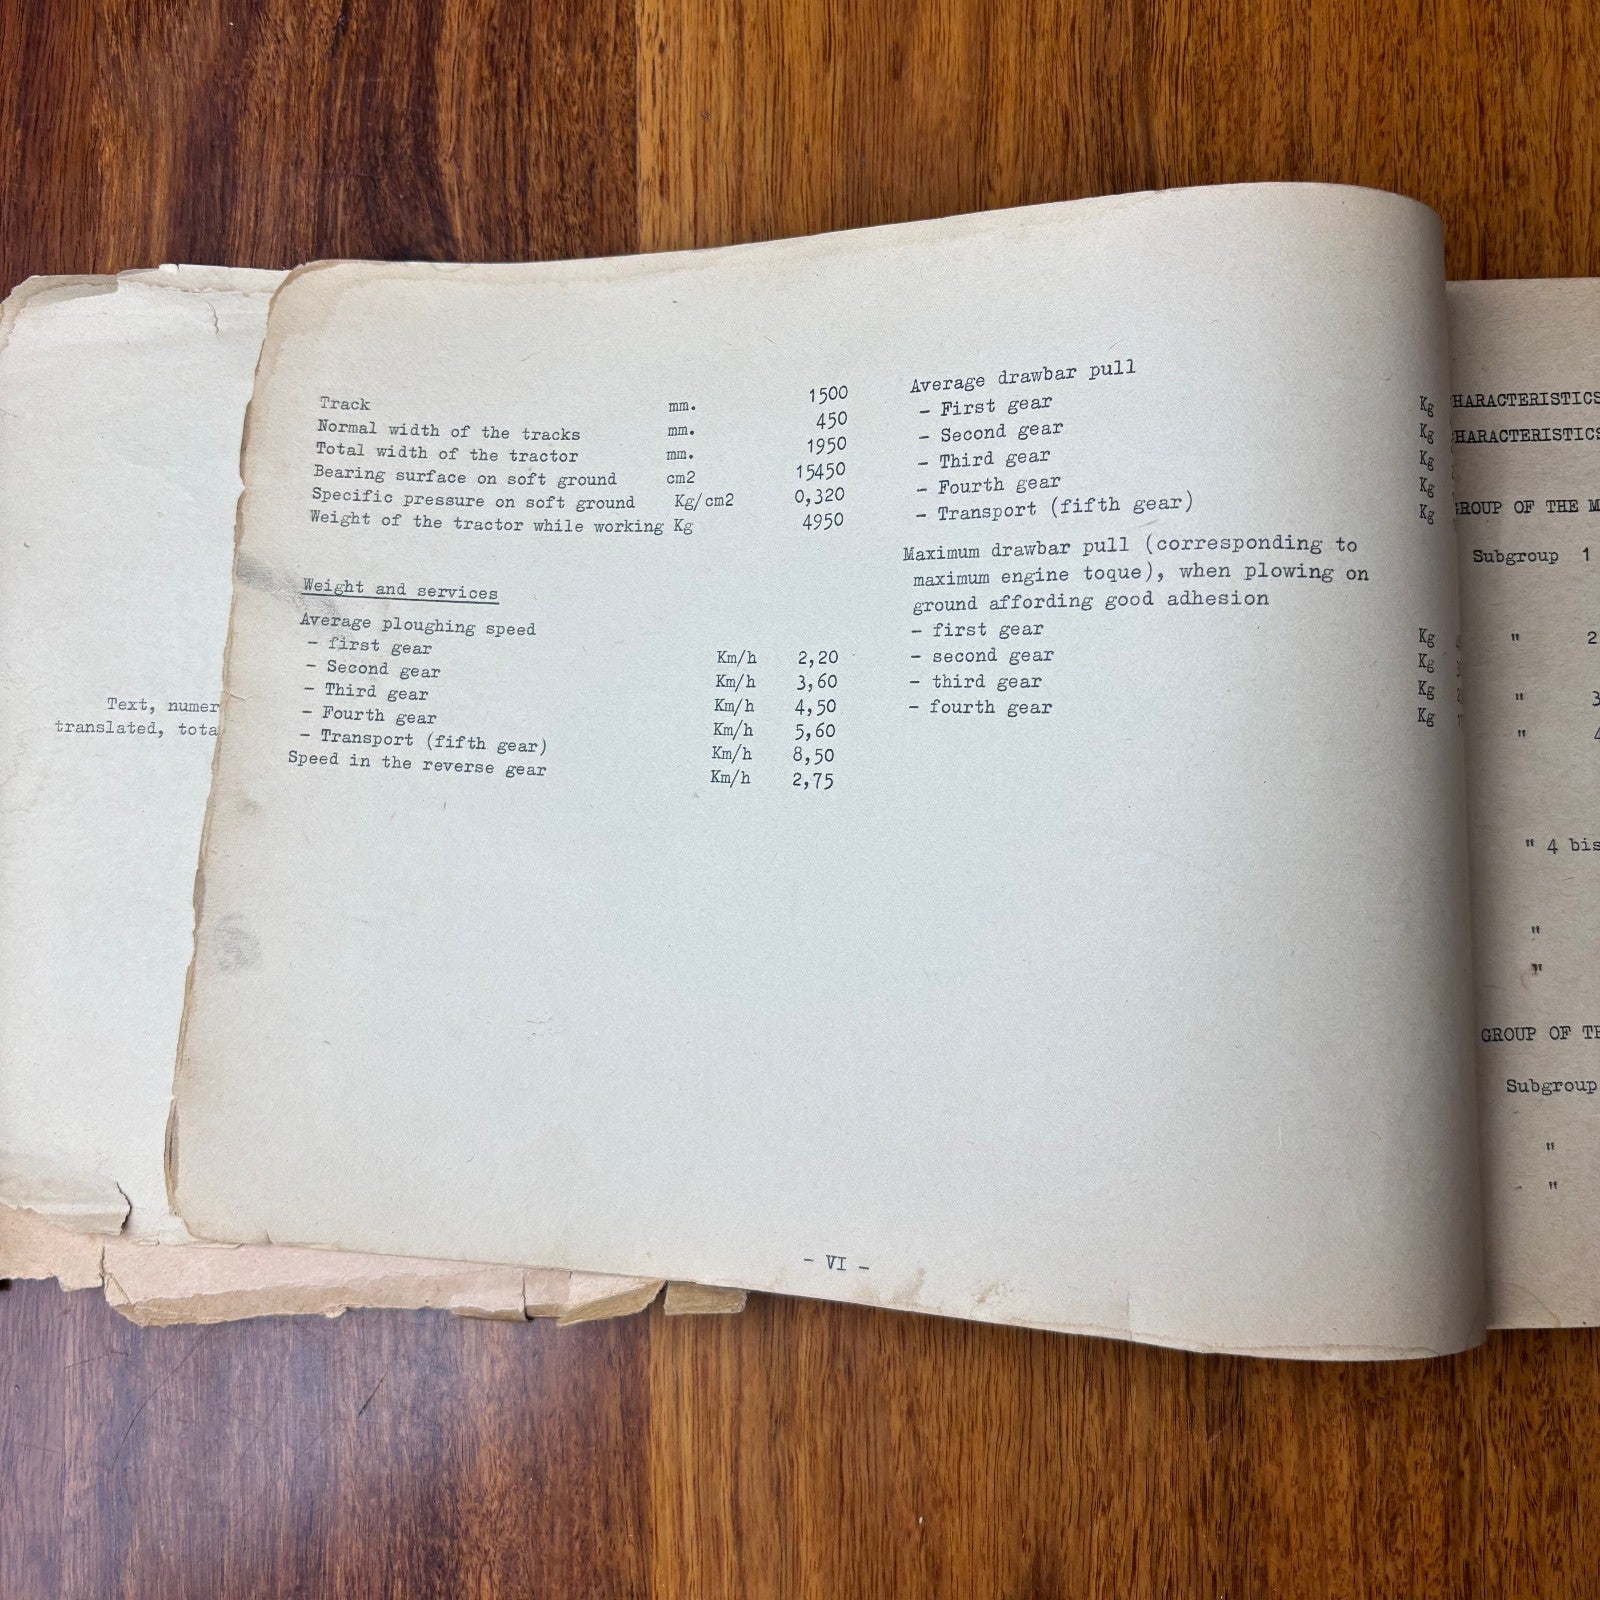 Text, numer
translated, tota
Track mm. 1500
Normal width of the tracks mm. 450
Total width of the tractor mm. 1950
Bearing surface on soft ground cm2 15450
Specific pressure on soft ground Kg/cm2 0,320
Weight of the tractor while working Kg 4950
Weight and services
Average ploughing speed
- first gear Km/h 2,20
- Second gear Km/h 3,60
- Third gear Km/h 4,50
- Fourth gear Km/h 5,60
- Transport (fifth gear) Km/h 8,50
Speed in the reverse gear Km/h 2,75
Average drawbar pull
- First gear Kg
- Second gear Kg
- Third gear Kg
- Fourth gear Kg
- Transport (fifth gear) Kg
Maximum drawbar pull (corresponding to
maximum engine toque), when plowing on
ground affording good adhesion
- first gear Kg
- second gear Kg
- third gear Kg
- fourth gear Kg
- VI -
HARACTERISTICS
HARACTERISTICS
GROUP OF THE M
Subgroup 1
" 2
" 3
" 4
" 4 bis
"
"
GROUP OF TH
Subgroup
"
"